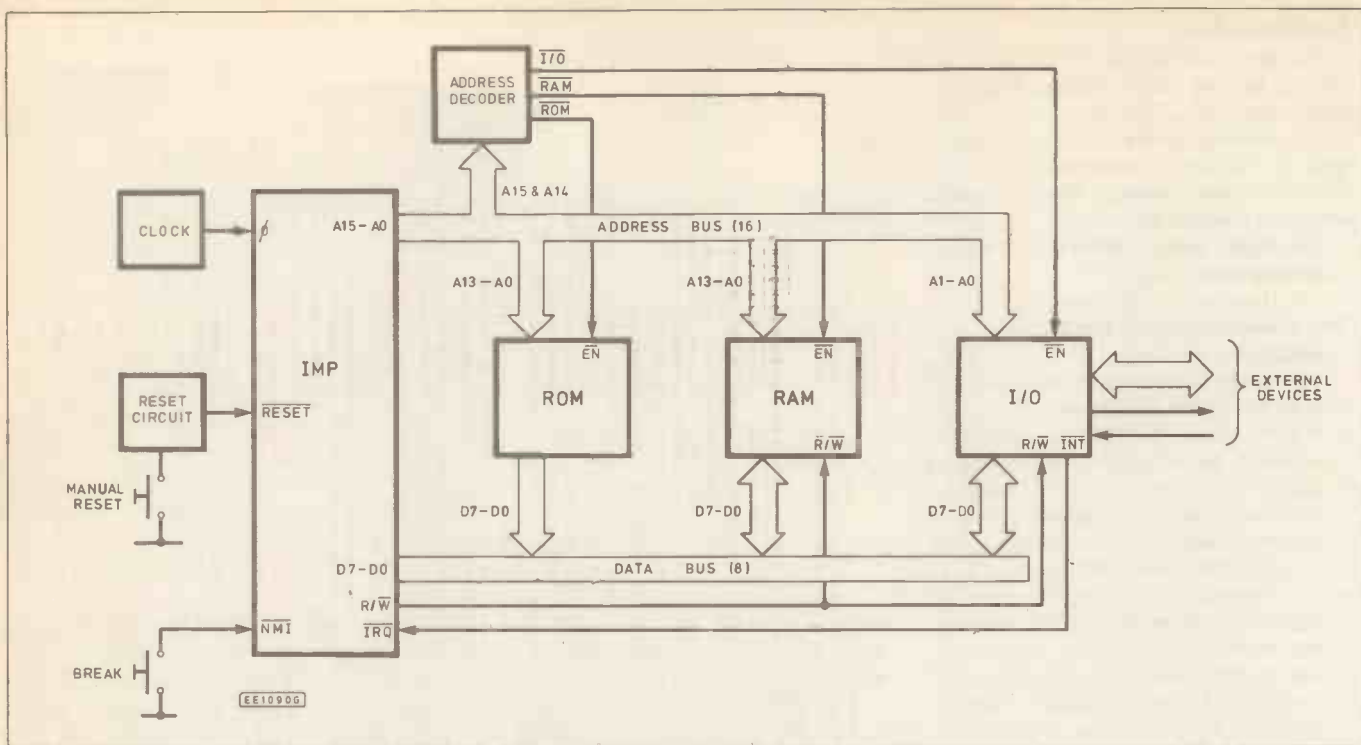 I/O
ADDRESS
DECODER
RAM
ROM
A15 & A14
CLOCK
ϕ
A15-A0
ADDRESS BUS (16)
A13-A0
A13-A0
A1-A0
IMP
EN
EN
EN
ROM
RAM
I/O
EXTERNAL
DEVICES
RESET
CIRCUIT
RESET
R/W
R/W
INT
MANUAL
RESET
D7-D0
D7-D0
D7-D0
D7-D0
DATA BUS (8)
R/W
NMI
IRQ
BREAK
EE1090G